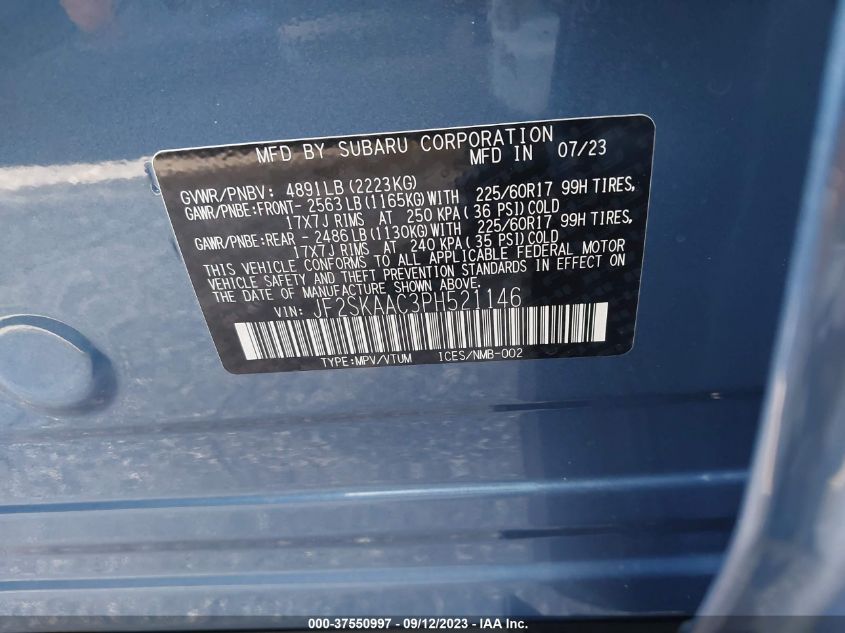 MFD BY SUBARU CORPORATION
MFD IN 07/23
GVWR/PNBV: 4891LB(2223KG)
GAWR/PNBE:FRONT- 2563LB(1165KG)WITH 225/60R17 99H TIRES,
17X7J RIMS AT 250 KPA(36 PSI)COLD
GAWR/PNBE:REAR - 2486LB(1130KG)WITH 225/60R17 99H TIRES,
17X7J RIMS AT 240 KPA(35 PSI)COLD
THIS VEHICLE CONFORMS TO ALL APPLICABLE FEDERAL MOTOR
VEHICLE SAFETY AND THEFT PREVENTION STANDARDS IN EFFECT ON
THE DATE OF MANUFACTURE SHOWN ABOVE.
VIN: JF2SKAAC3PH521146
TYPE:MPV/VTUM ICES/NMB-002
000-37550997 - 09/12/2023 - IAA Inc.